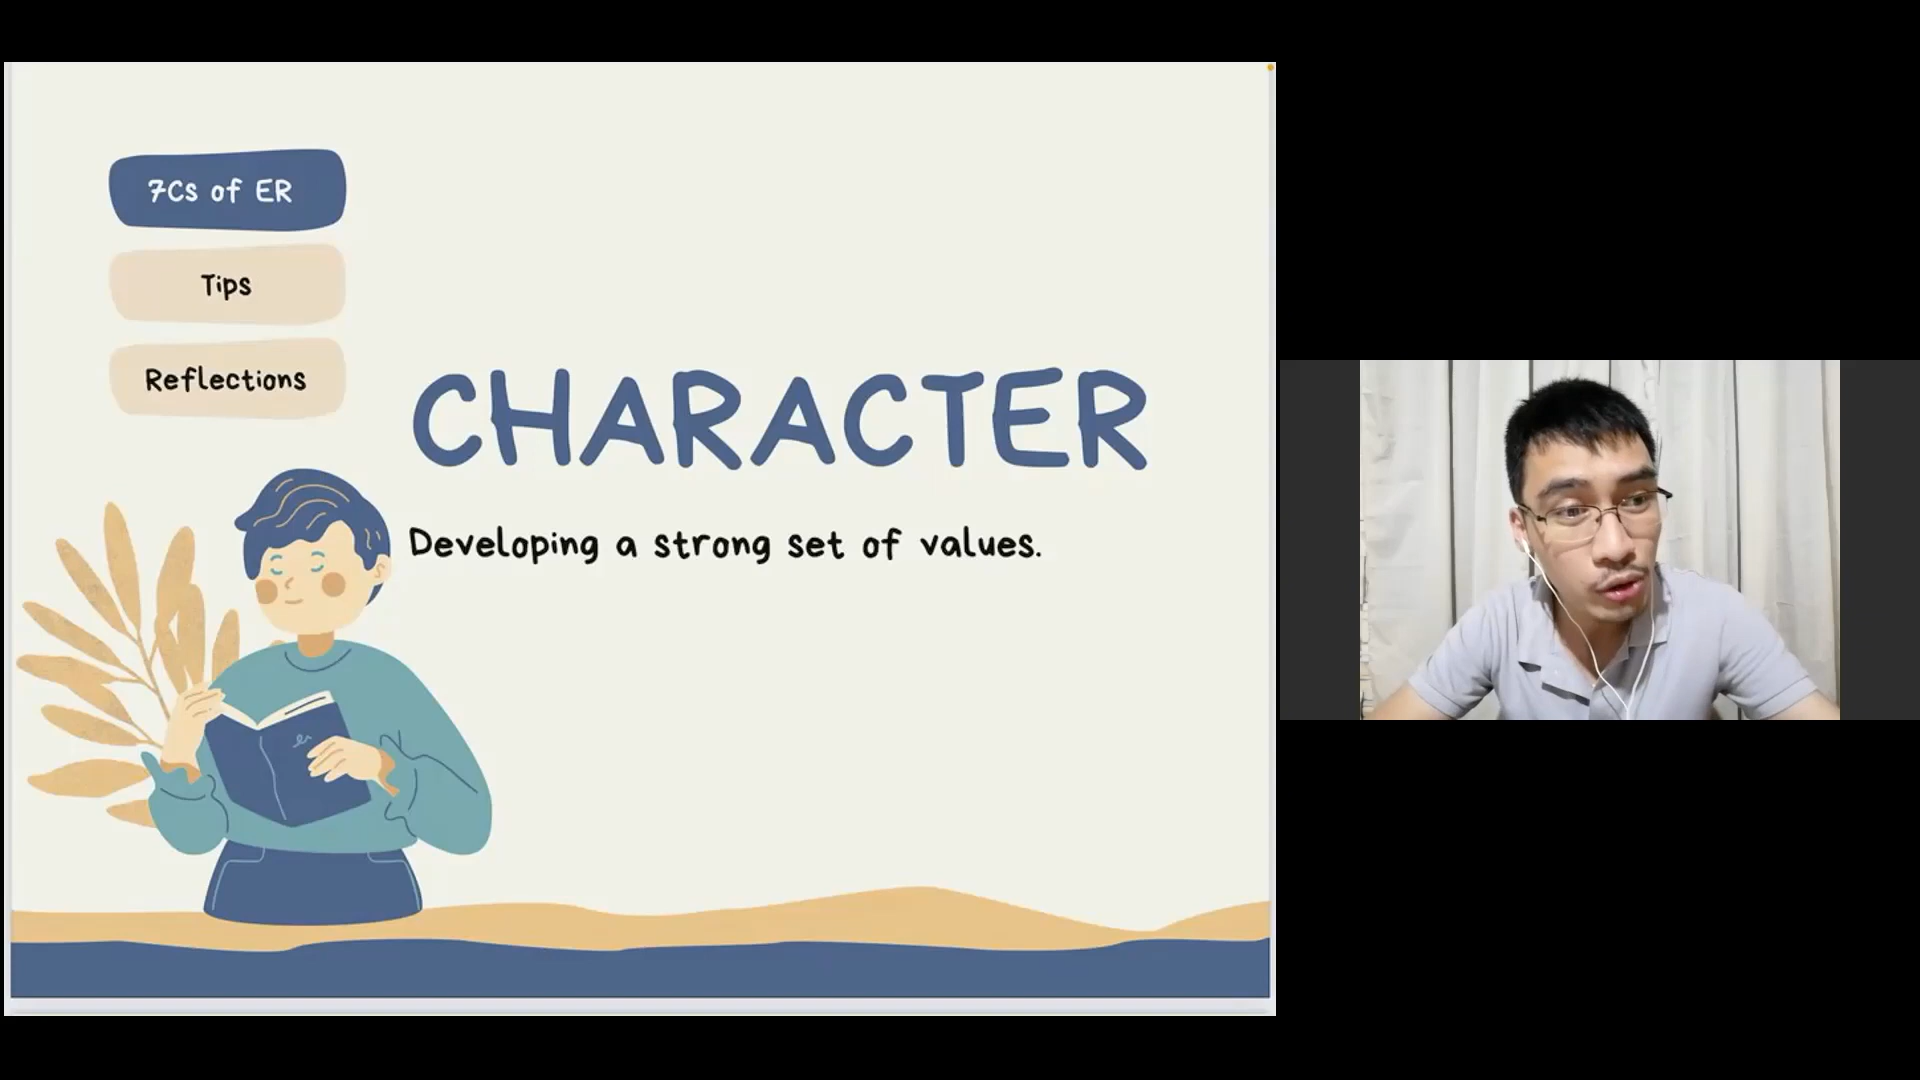 7Cs of ER
Tips
Reflections
CHARACTER
Developing a strong set of values.